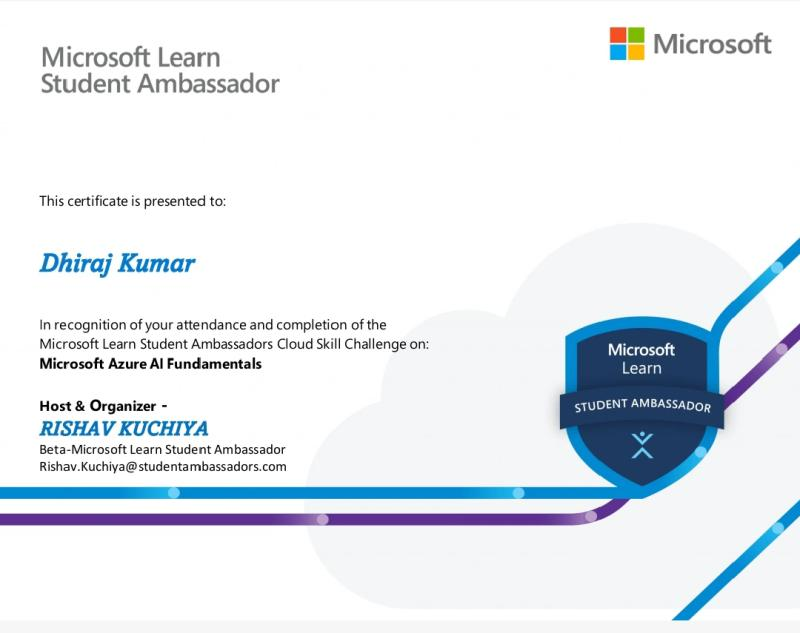 Microsoft Learn
Student Ambassador
Microsoft
This certificate is presented to:
Dhiraj Kumar
In recognition of your attendance and completion of the
Microsoft Learn Student Ambassadors Cloud Skill Challenge on:
Microsoft Azure AI Fundamentals
Host & Organizer -
RISHAV KUCHIYA
Beta-Microsoft Learn Student Ambassador
Rishav.Kuchiya@studentambassadors.com
Microsoft
Learn
STUDENT AMBASSADOR